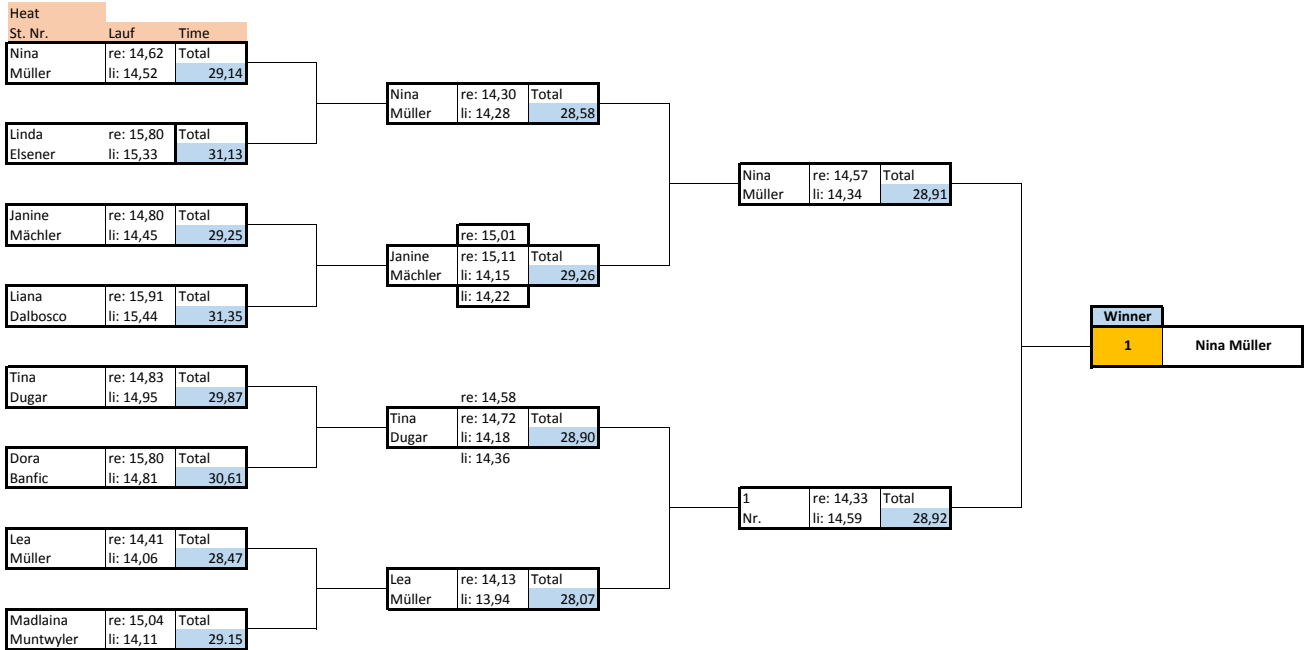 Heat
St. Nr. Lauf Time
Nina re: 14,62 Total
Müller li: 14,52 29,14
Linda re: 15,80 Total
Elsener li: 15,33 31,13
Janine re: 14,80 Total
Mächler li: 14,45 29,25
Liana re: 15,91 Total
Dalbosco li: 15,44 31,35
Tina re: 14,83 Total
Dugar li: 14,95 29,87
Dora re: 15,80 Total
Banfic li: 14,81 30,61
Lea re: 14,41 Total
Müller li: 14,06 28,47
Madlaina re: 15,04 Total
Muntwyler li: 14,11 29.15
Nina re: 14,30 Total
Müller li: 14,28 28,58
re: 15,01
Janine re: 15,11 Total
Mächler li: 14,15 29,26
li: 14,22
re: 14,58
Tina re: 14,72 Total
Dugar li: 14,18 28,90
li: 14,36
Lea re: 14,13 Total
Müller li: 13,94 28,07
Nina re: 14,57 Total
Müller li: 14,34 28,91
1 re: 14,33 Total
Nr. li: 14,59 28,92
Winner
1 Nina Müller